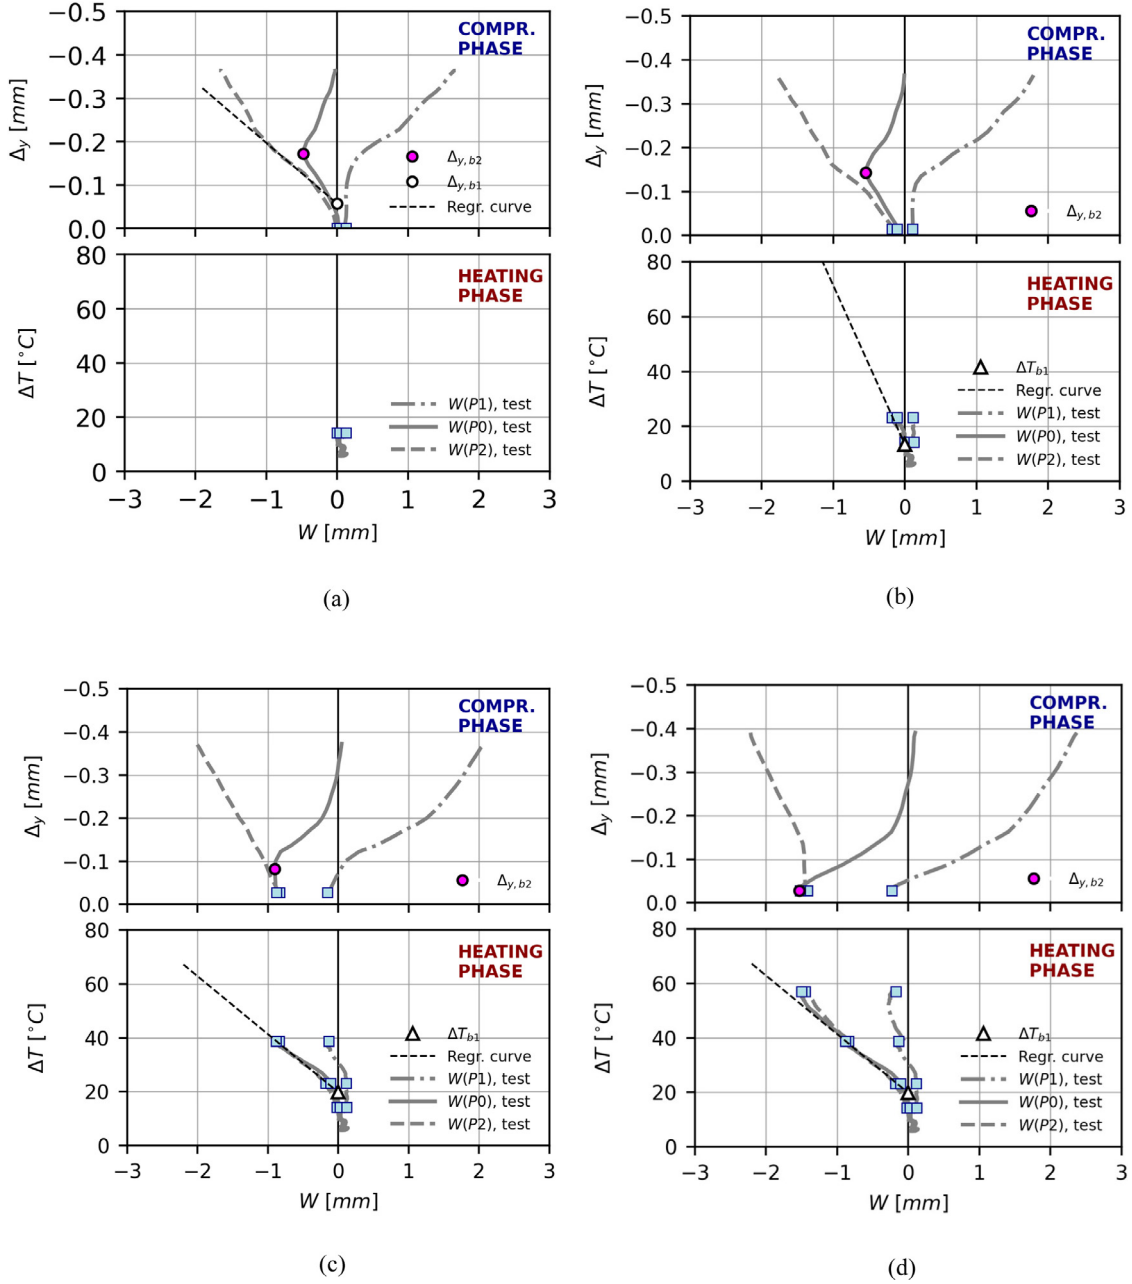 −0.5
−0.4
−0.3
−0.2
−0.1
0.0
Δy [mm]
COMPR.
PHASE
Δy,b2
Δy,b1
Regr. curve
80
60
40
20
0
ΔT [°C]
HEATING
PHASE
W(P1), test
W(P0), test
W(P2), test
−3 −2 −1 0 1 2 3
W [mm]
(a)
−0.5
−0.4
−0.3
−0.2
−0.1
0.0
Δy [mm]
COMPR.
PHASE
Δy,b2
80
60
40
20
0
ΔT [°C]
HEATING
PHASE
ΔTb1
Regr. curve
W(P1), test
W(P0), test
W(P2), test
−3 −2 −1 0 1 2 3
W [mm]
(b)
−0.5
−0.4
−0.3
−0.2
−0.1
0.0
Δy [mm]
COMPR.
PHASE
Δy,b2
80
60
40
20
0
ΔT [°C]
HEATING
PHASE
ΔTb1
Regr. curve
W(P1), test
W(P0), test
W(P2), test
−3 −2 −1 0 1 2 3
W [mm]
(c)
−0.5
−0.4
−0.3
−0.2
−0.1
0.0
Δy [mm]
COMPR.
PHASE
Δy,b2
80
60
40
20
0
ΔT [°C]
HEATING
PHASE
ΔTb1
Regr. curve
W(P1), test
W(P0), test
W(P2), test
−3 −2 −1 0 1 2 3
W [mm]
(d)